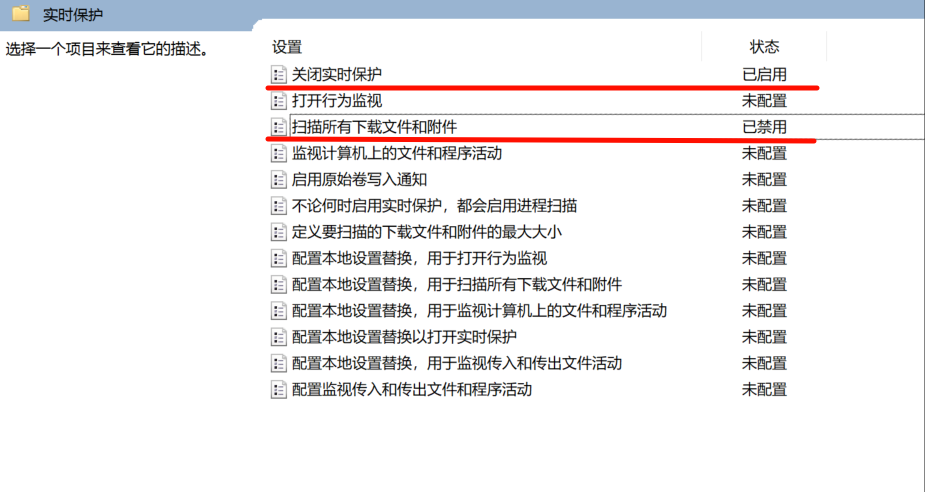 实时保护
选择一个项目来查看它的描述。
设置 状态
关闭实时保护 已启用
打开行为监视 未配置
扫描所有下载文件和附件 已禁用
监视计算机上的文件和程序活动 未配置
启用原始卷写入通知 未配置
不论何时启用实时保护，都会启用进程扫描 未配置
定义要扫描的下载文件和附件的最大大小 未配置
配置本地设置替换，用于打开行为监视 未配置
配置本地设置替换，用于扫描所有下载文件和附件 未配置
配置本地设置替换，用于监视计算机上的文件和程序活动 未配置
配置本地设置替换以打开实时保护 未配置
配置本地设置替换，用于监视传入和传出文件活动 未配置
配置监视传入和传出文件和程序活动 未配置